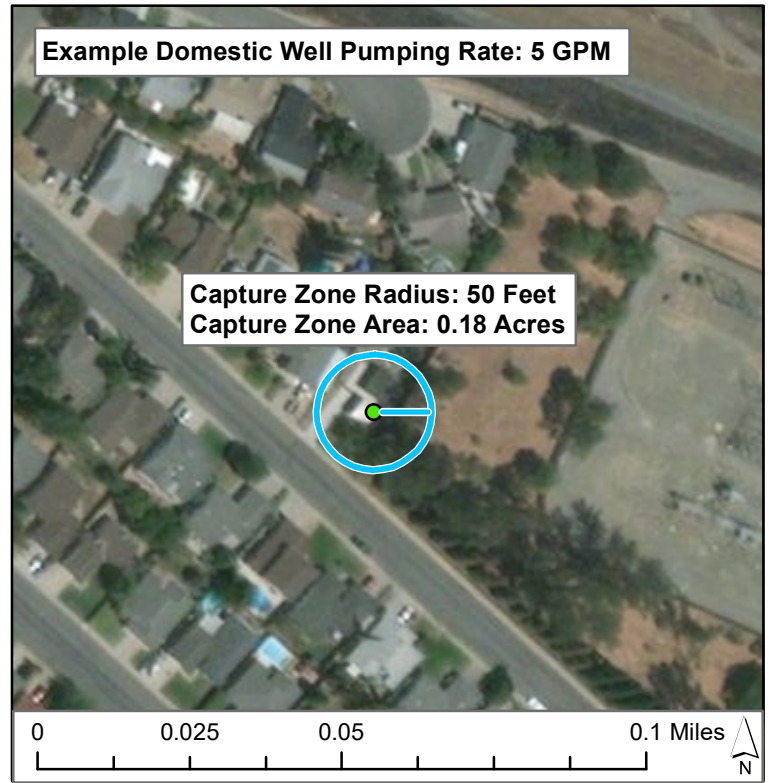 Example Domestic Well Pumping Rate: 5 GPM
Capture Zone Radius: 50 Feet
Capture Zone Area: 0.18 Acres
0 0.025 0.05 0.1 Miles
N